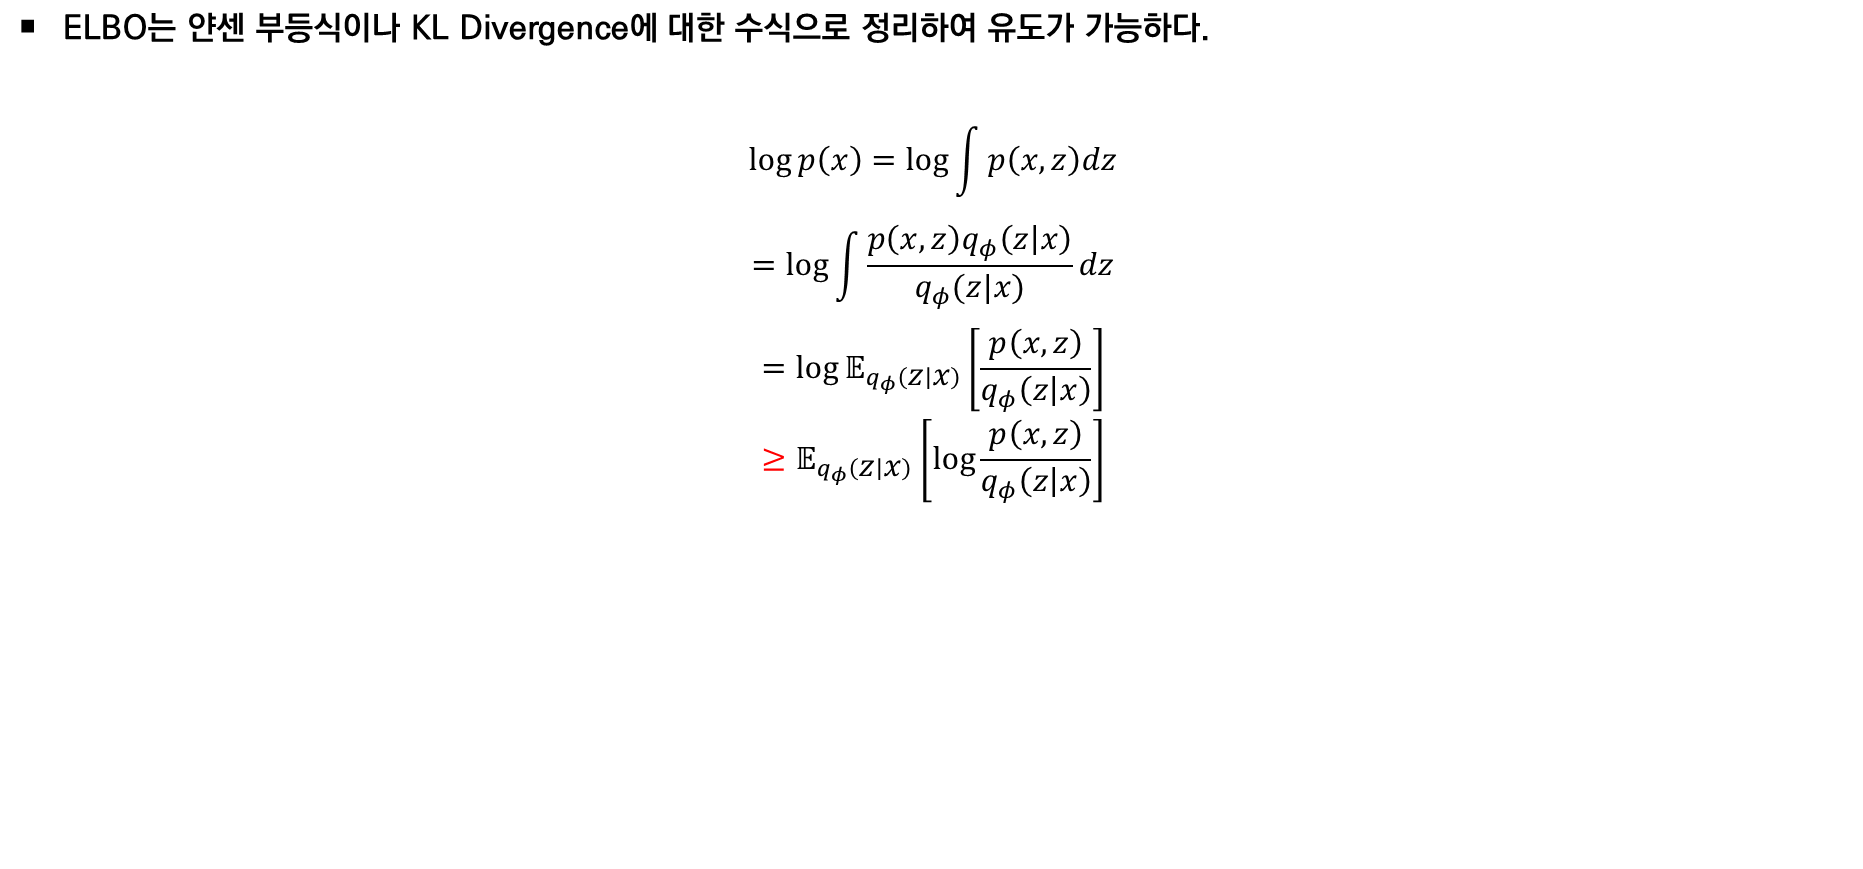 ▪ ELBO는 얀센 부등식이나 KL Divergence에 대한 수식으로 정리하여 유도가 가능하다.
log p(x) = log ∫ p(x, z)dz
= log ∫ p(x, z)q_ϕ(z|x) / q_ϕ(z|x) dz
= log 𝔼_{q_ϕ(z|x)} [p(x, z) / q_ϕ(z|x)]
≥ 𝔼_{q_ϕ(z|x)} [log p(x, z) / q_ϕ(z|x)]